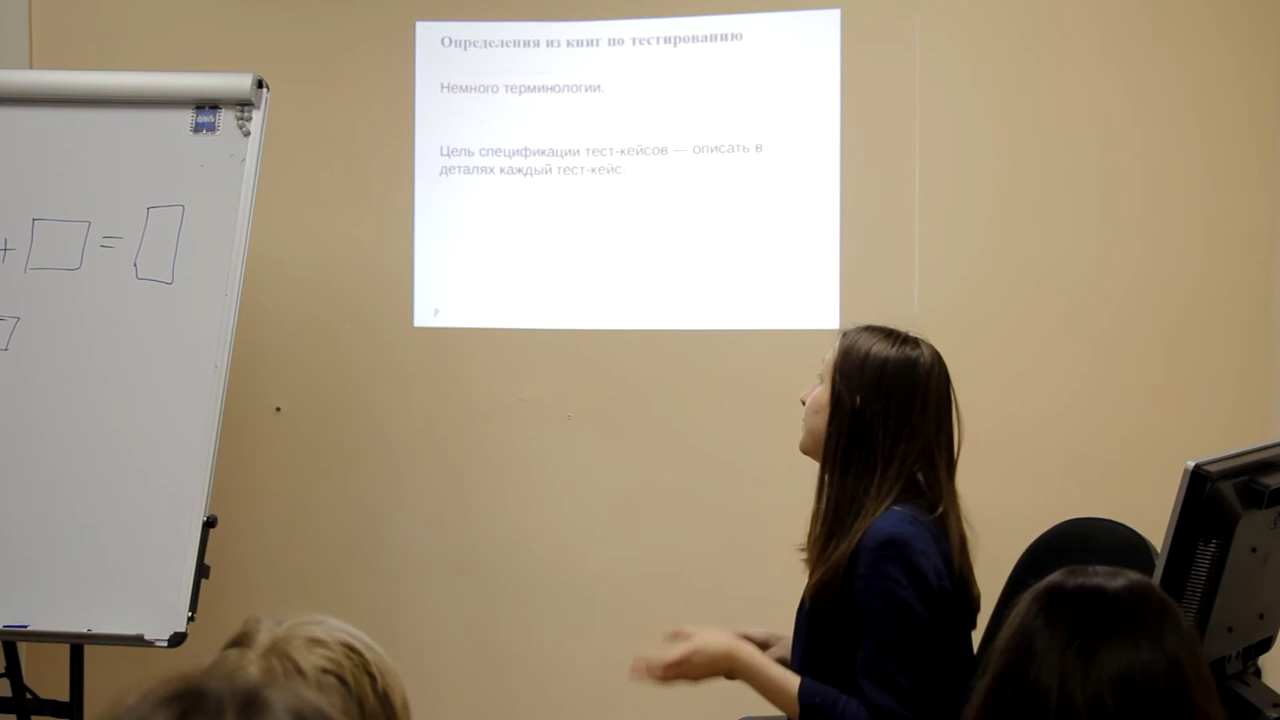 Определения из книг по тестированию
Немного терминологии.
Цель спецификации тест-кейсов — описать в
деталях каждый тест-кейс.
+ =